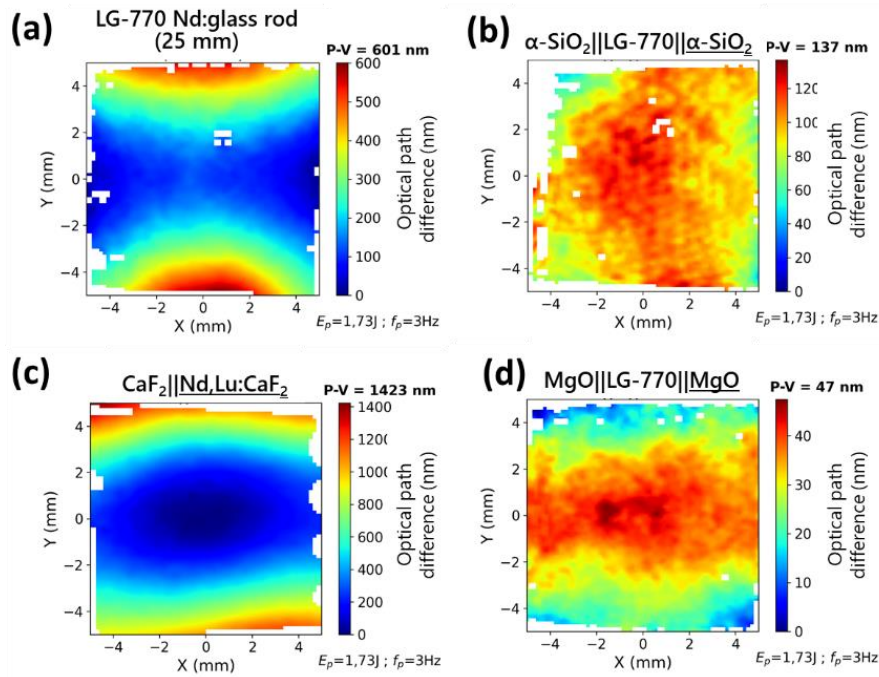 (a)
LG-770 Nd:glass rod
(25 mm)
P-V = 601 nm
Y (mm)
4
2
0
−2
−4
−4 −2 0 2 4
X (mm)
600
500
400
300
200
100
0
Optical path
difference (nm)
Eₚ=1,73J ; fₚ=3Hz
(b)
α-SiO₂||LG-770||α-SiO₂
P-V = 137 nm
Y (mm)
4
2
0
−2
−4
−4 −2 0 2 4
X (mm)
120
100
80
60
40
20
0
Optical path
difference (nm)
Eₚ=1,73J ; fₚ=3Hz
(c)
CaF₂||Nd,Lu:CaF₂
P-V = 1423 nm
Y (mm)
4
2
0
−2
−4
−4 −2 0 2 4
X (mm)
1400
1200
1000
800
600
400
200
0
Optical path
difference (nm)
Eₚ=1,73J ; fₚ=3Hz
(d)
MgO||LG-770||MgO
P-V = 47 nm
Y (mm)
4
2
0
−2
−4
−4 −2 0 2 4
X (mm)
40
30
20
10
0
Optical path
difference (nm)
Eₚ=1,73J ; fₚ=3Hz